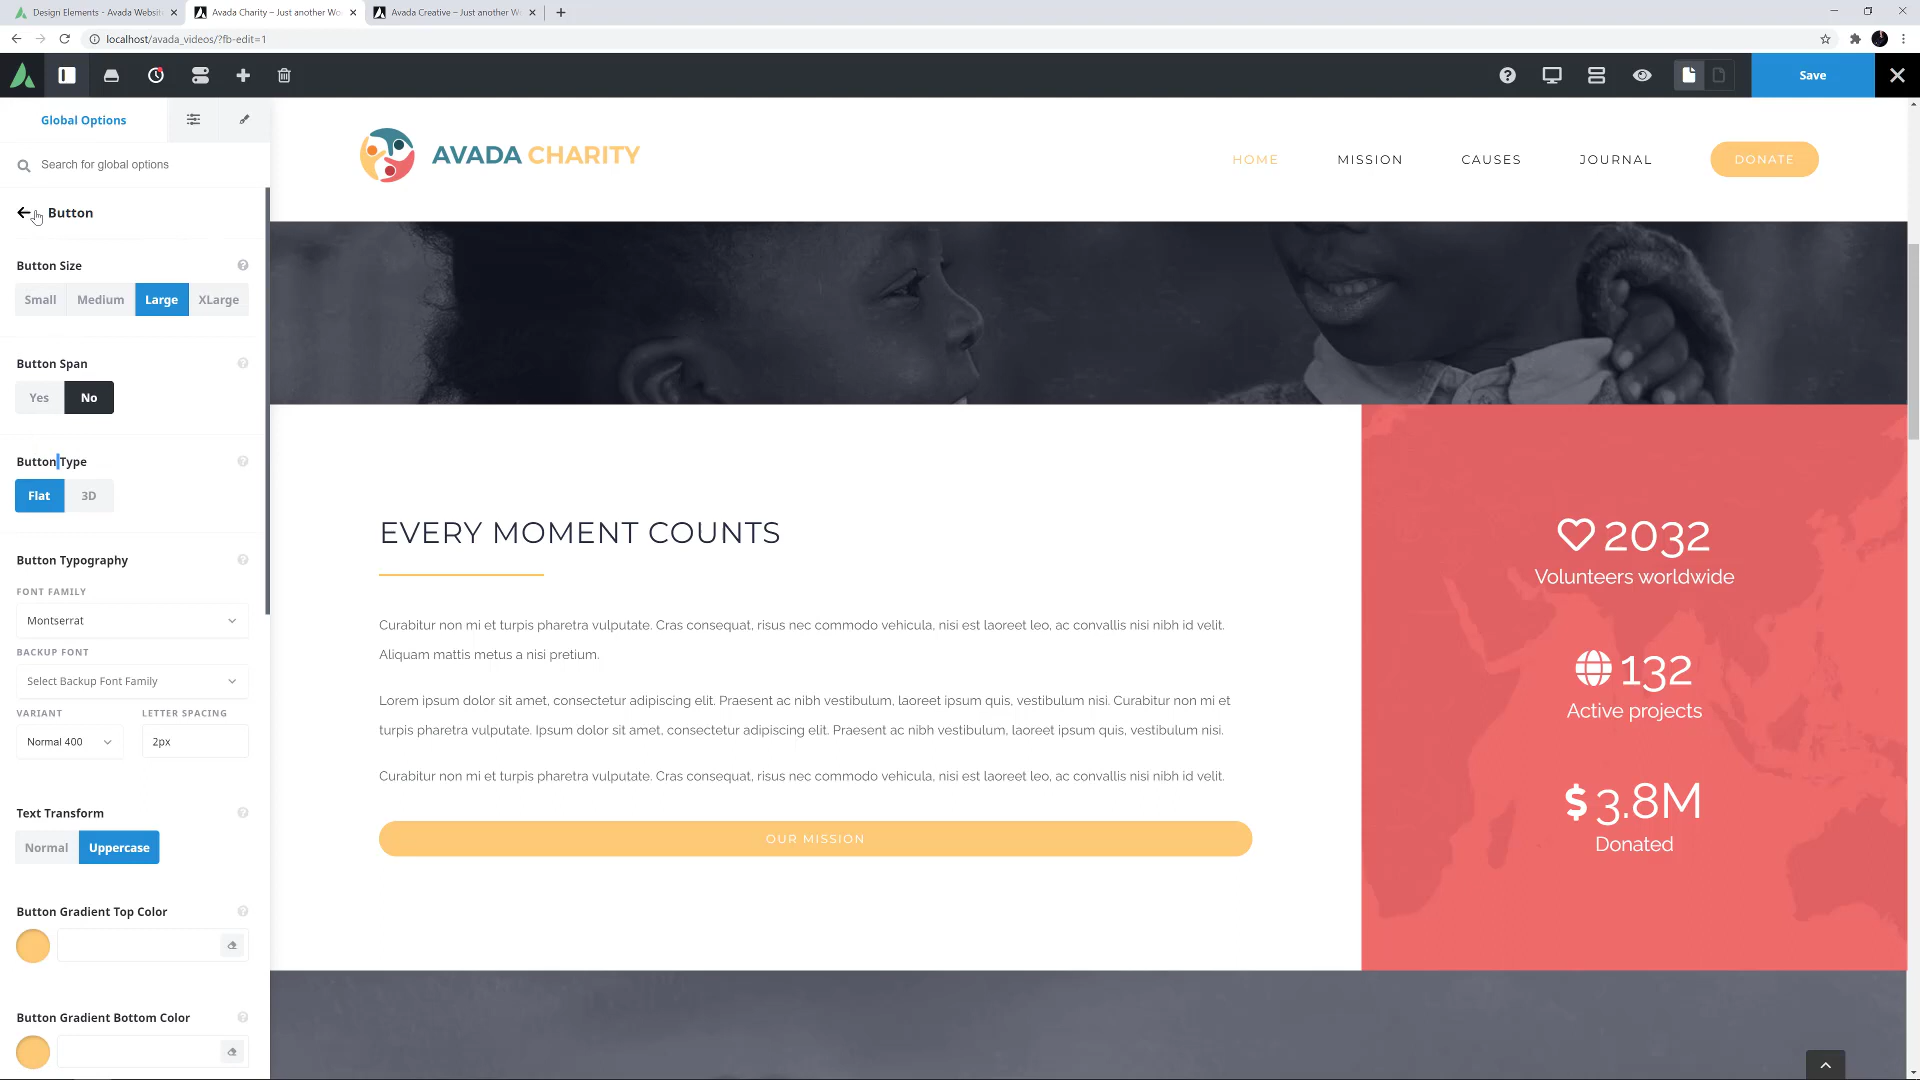 Design Elements - Avada Websit
Avada Charity – Just another Wo
Avada Creative – Just another W
localhost/avada_videos/?fb-edit=1
Save
Global Options
Search for global options
Button
Button Size
Small Medium Large XLarge
Button Span
Yes No
Button Type
Flat 3D
Button Typography
FONT FAMILY
Montserrat
BACKUP FONT
Select Backup Font Family
VARIANT LETTER SPACING
Normal 400 2px
Text Transform
Normal Uppercase
Button Gradient Top Color
Button Gradient Bottom Color
AVADA CHARITY
HOME MISSION CAUSES JOURNAL DONATE
EVERY MOMENT COUNTS
Curabitur non mi et turpis pharetra vulputate. Cras consequat, risus nec commodo vehicula, nisi est laoreet leo, ac convallis nisi nibh id velit.
Aliquam mattis metus a nisi pretium.
Lorem ipsum dolor sit amet, consectetur adipiscing elit. Praesent ac nibh vestibulum, laoreet ipsum quis, vestibulum nisi. Curabitur non mi et
turpis pharetra vulputate. Ipsum dolor sit amet, consectetur adipiscing elit. Praesent ac nibh vestibulum, laoreet ipsum quis, vestibulum nisi.
Curabitur non mi et turpis pharetra vulputate. Cras consequat, risus nec commodo vehicula, nisi est laoreet leo, ac convallis nisi nibh id velit.
OUR MISSION
2032
Volunteers worldwide
132
Active projects
$ 3.8M
Donated